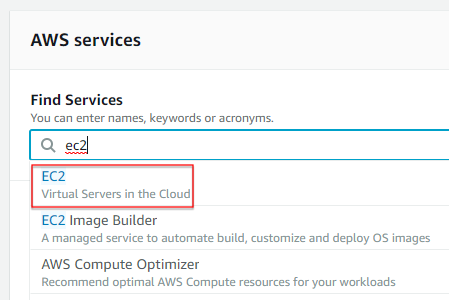 AWS services
Find Services
You can enter names, keywords or acronyms.
ec2
EC2
Virtual Servers in the Cloud
EC2 Image Builder
A managed service to automate build, customize and deploy OS images
AWS Compute Optimizer
Recommend optimal AWS Compute resources for your workloads